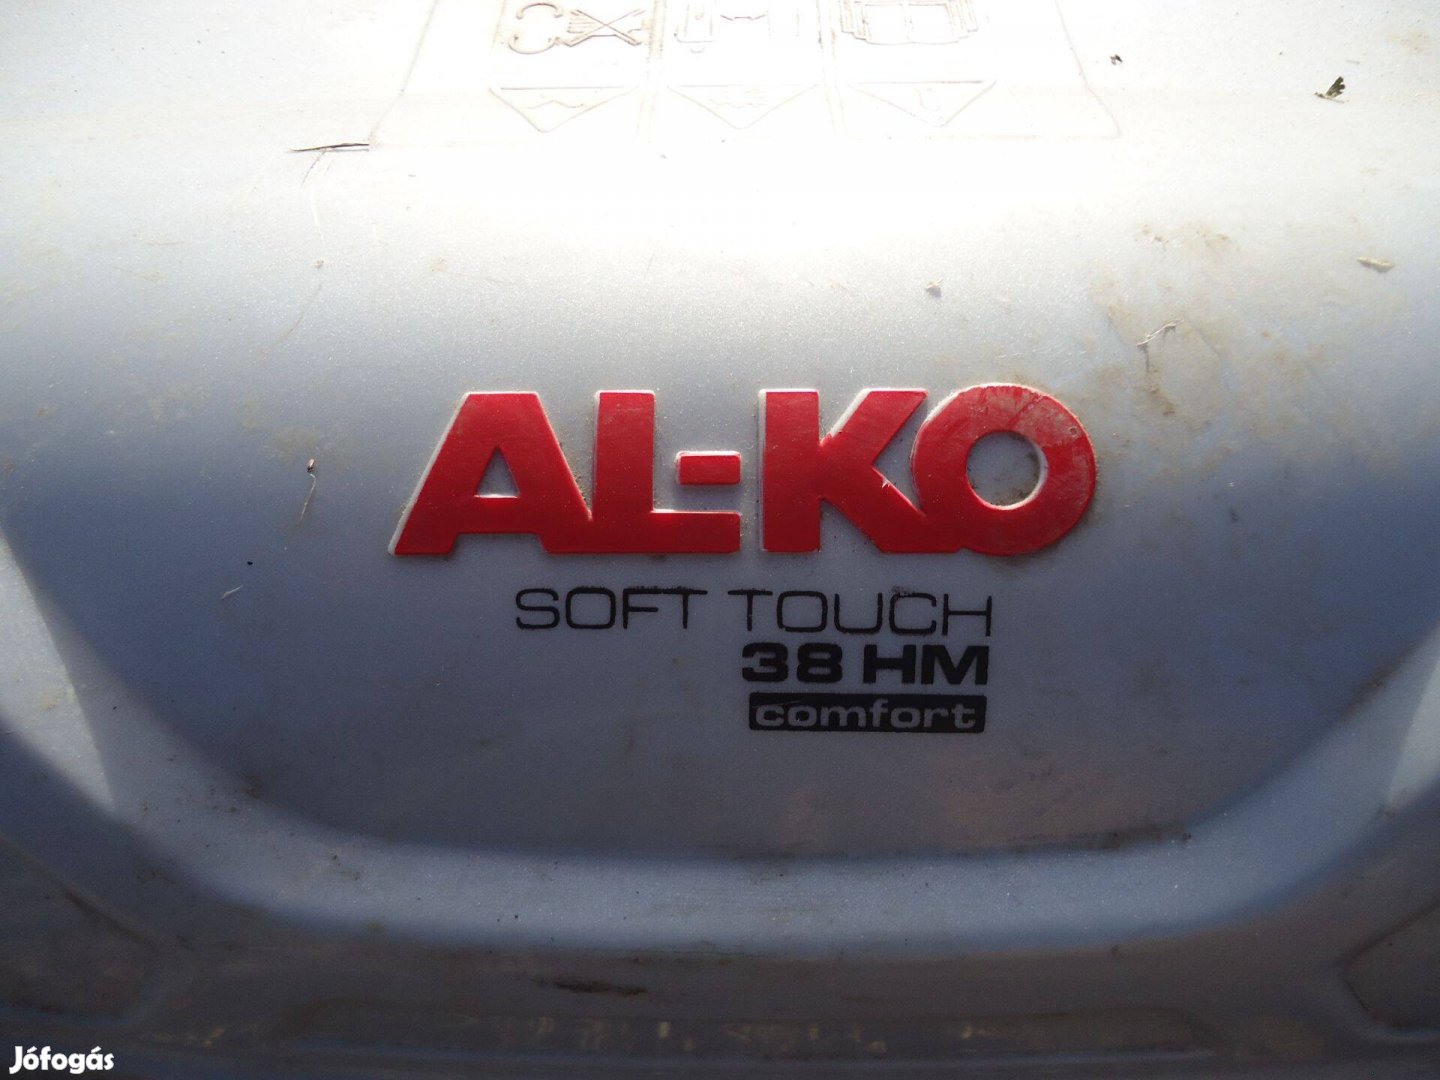 AL-KO
SOFT TOUCH
38 HM
comfort
Jófogás